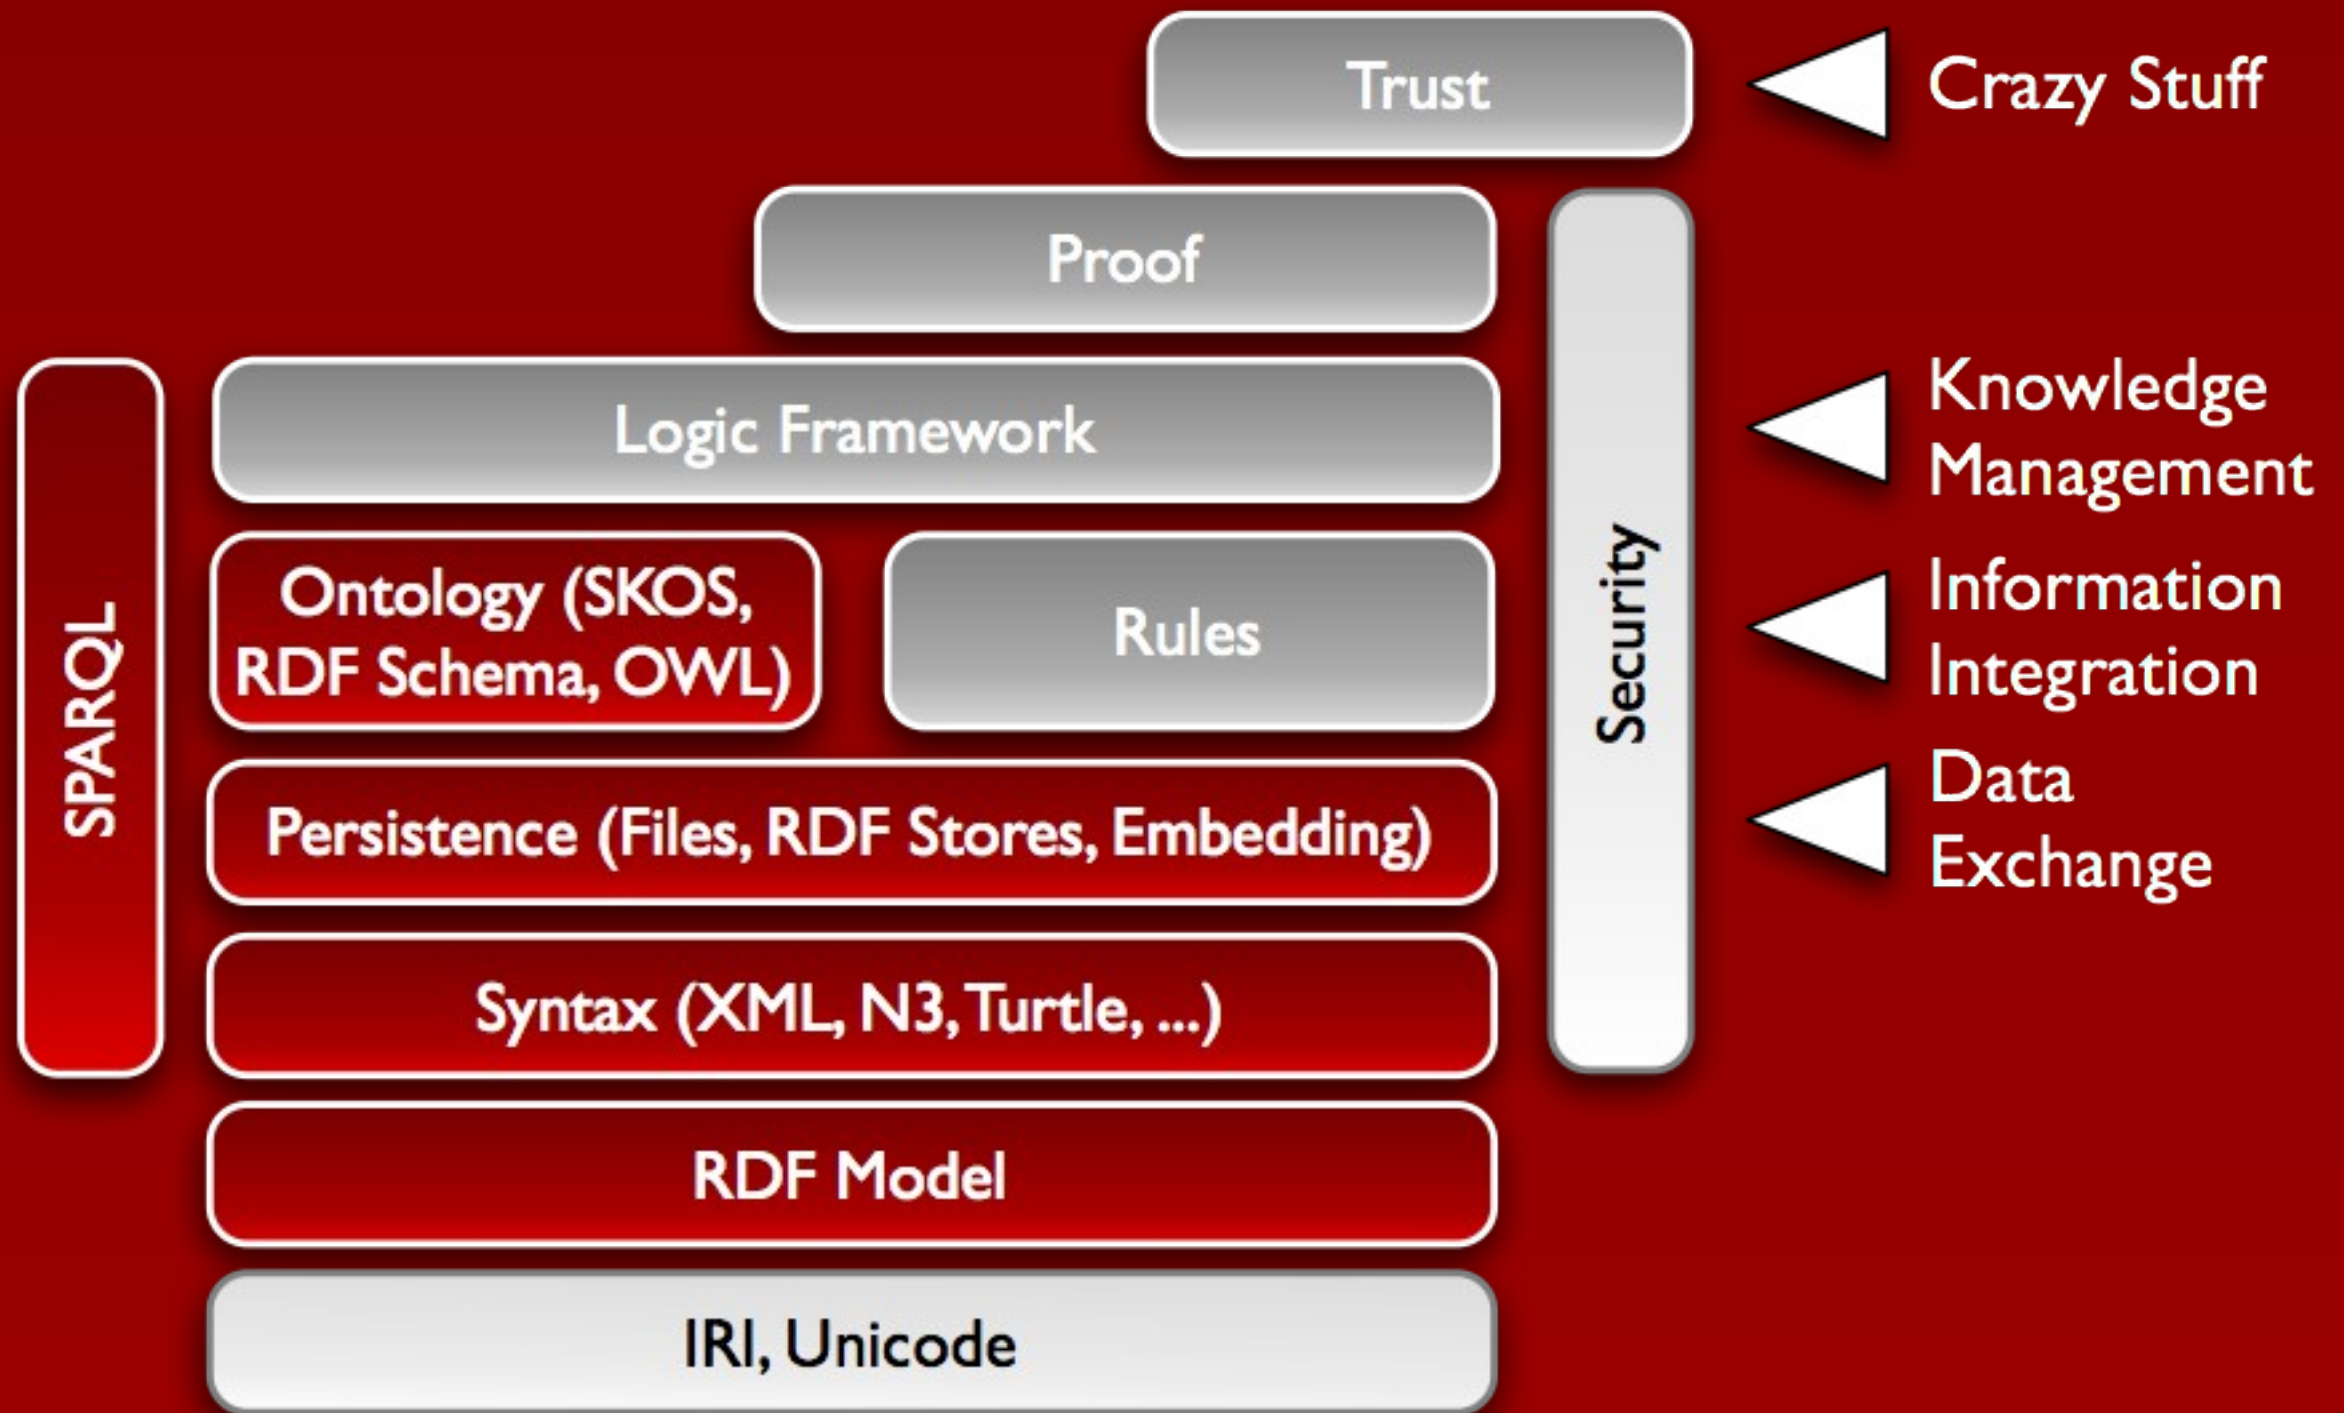 Trust
Crazy Stuff
Proof
Logic Framework
Knowledge
Management
Ontology (SKOS,
RDF Schema, OWL)
Rules
Information
Integration
SPARQL
Security
Persistence (Files, RDF Stores, Embedding)
Data
Exchange
Syntax (XML, N3, Turtle, ...)
RDF Model
IRI, Unicode